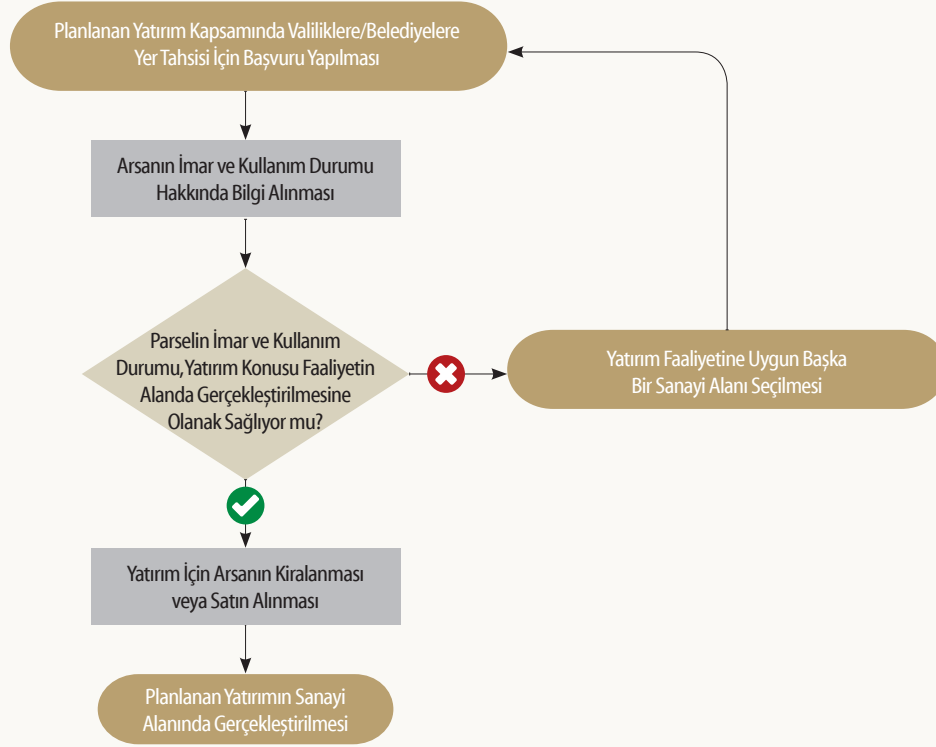 Planlanan Yatırım Kapsamında Valiliklere/Belediyelere
Yer Tahsisi İçin Başvuru Yapılması
Arsanın İmar ve Kullanım Durumu
Hakkında Bilgi Alınması
Parselin İmar ve Kullanım
Durumu, Yatırım Konusu Faaliyetin
Alanda Gerçekleştirilmesine
Olanak Sağlıyor mu?
Yatırım Faaliyetine Uygun Başka
Bir Sanayi Alanı Seçilmesi
Yatırım İçin Arsanın Kiralanması
veya Satın Alınması
Planlanan Yatırımın Sanayi
Alanında Gerçekleştirilmesi